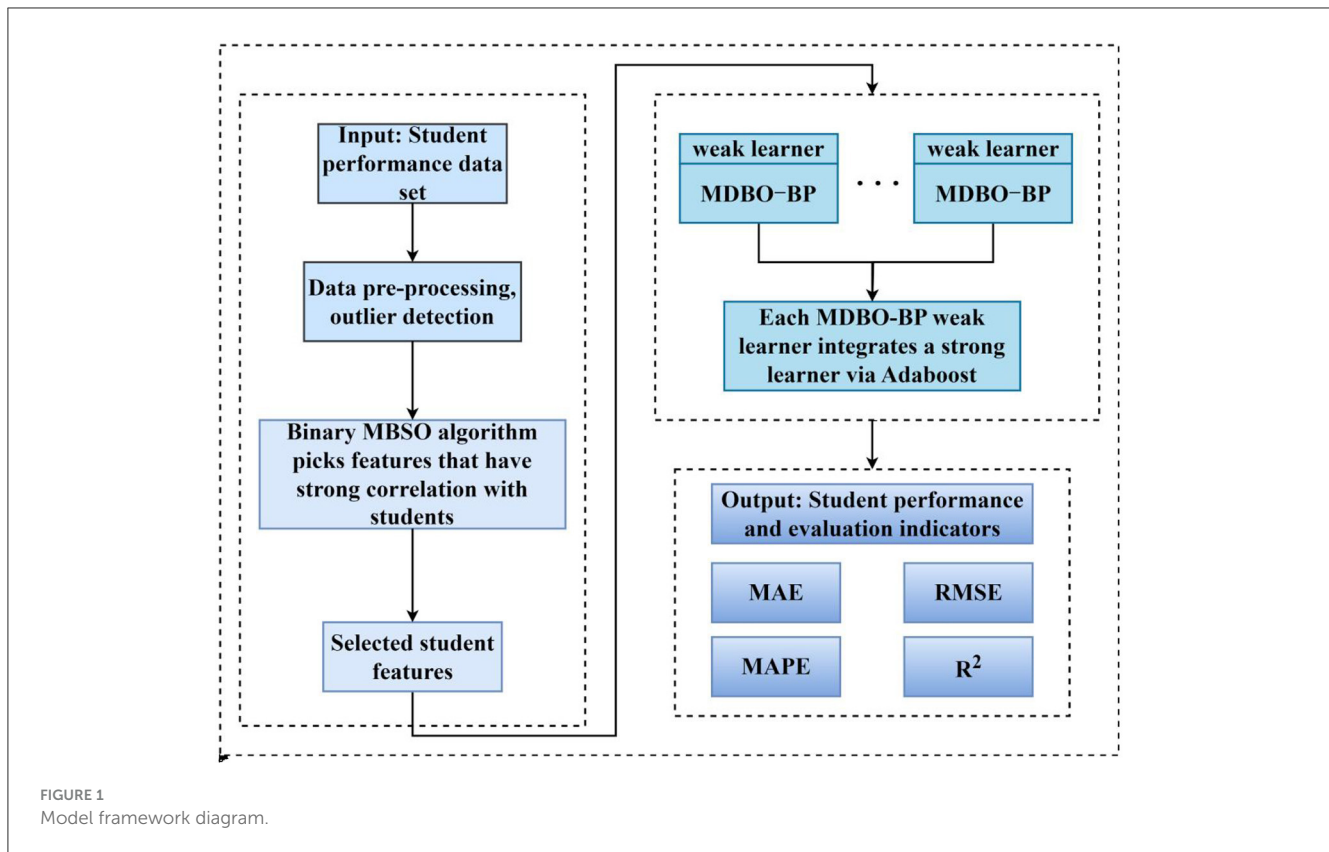 Input: Student
performance data
set
Data pre-processing,
outlier detection
Binary MBSO algorithm
picks features that have
strong correlation with
students
Selected student
features
weak learner
MDBO-BP
. . .
weak learner
MDBO-BP
Each MDBO-BP weak
learner integrates a strong
learner via Adaboost
Output: Student performance
and evaluation indicators
MAE
RMSE
MAPE
R²
FIGURE 1
Model framework diagram.